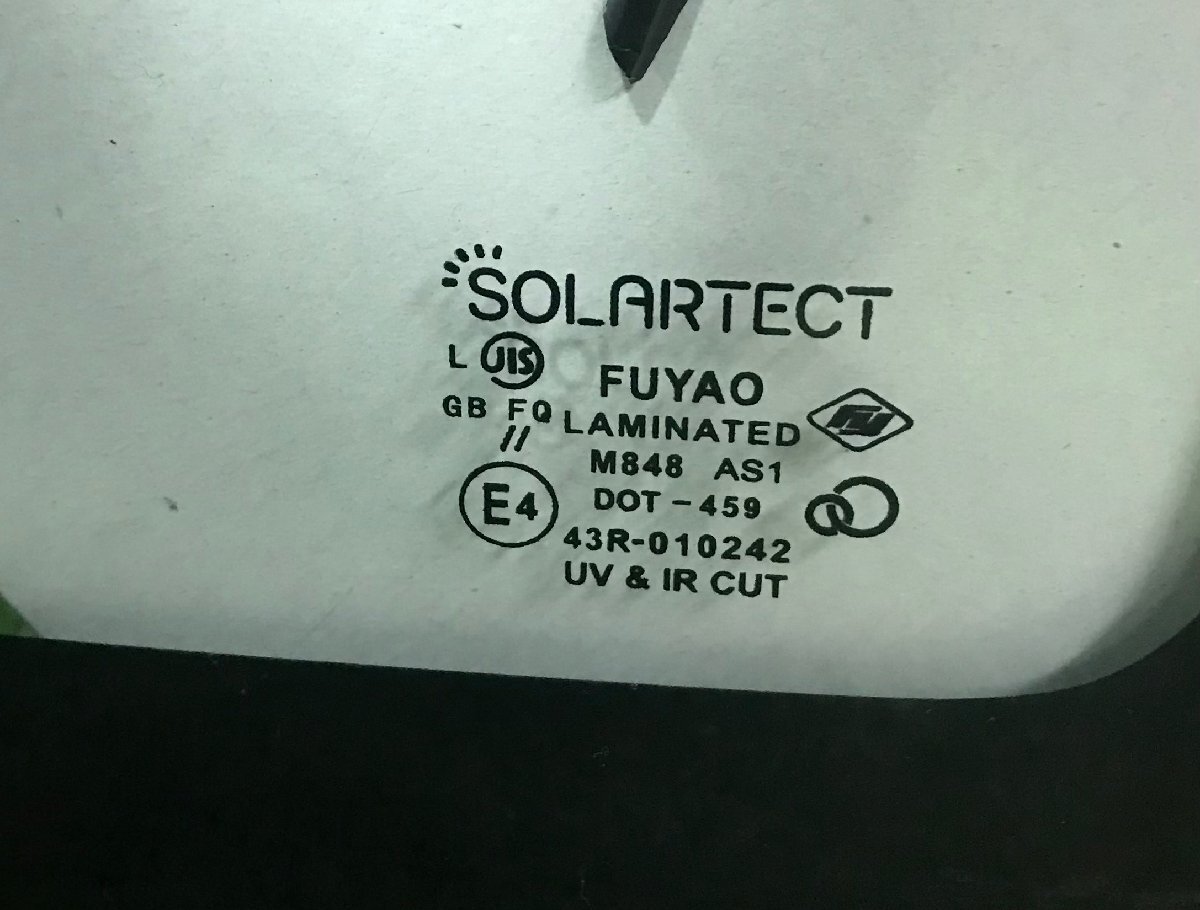 SOLARTECT
L JIS
FUYAO
GB FQ
LAMINATED
//
M848 AS1
E4
DOT-459
43R-010242
UV & IR CUT